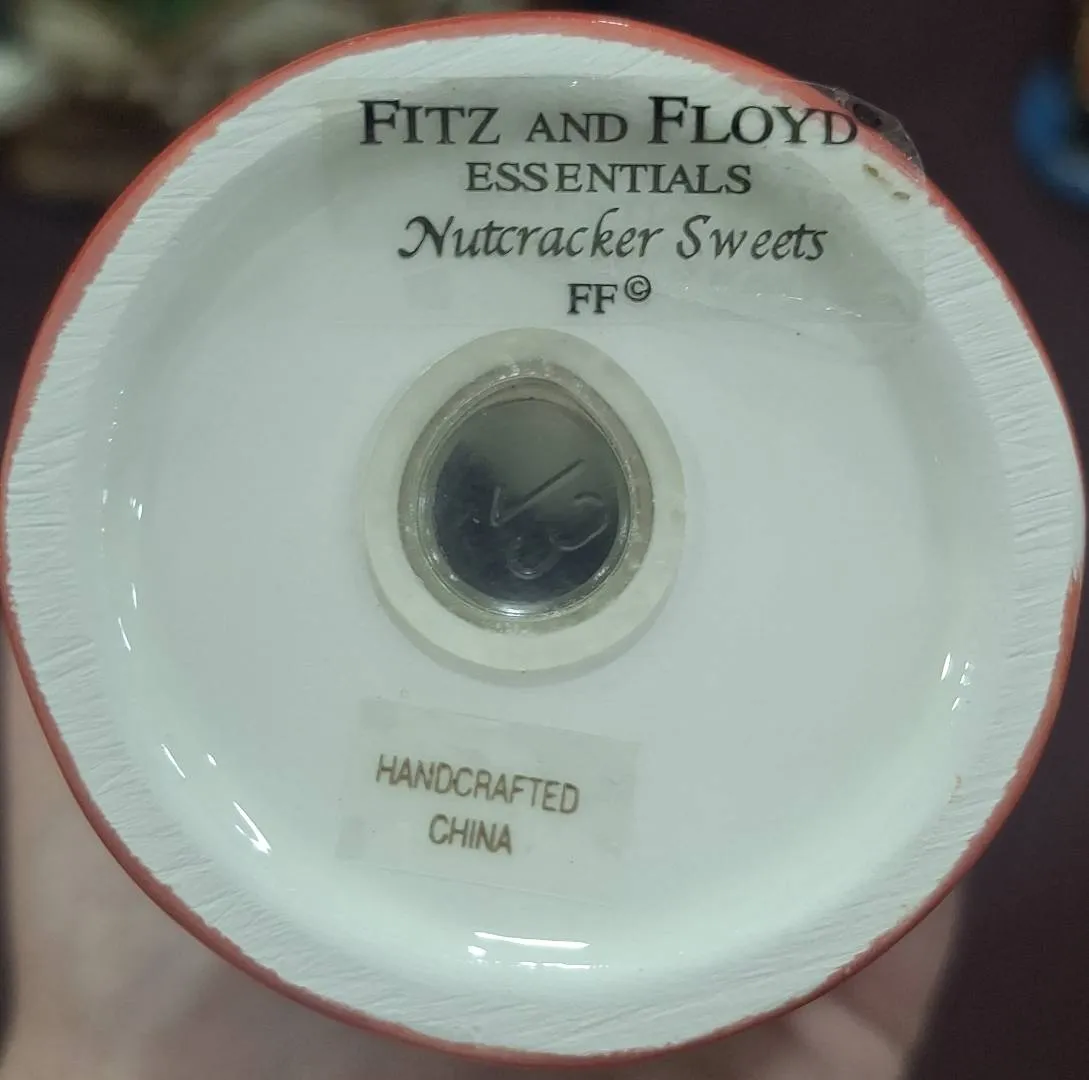 FITZ AND FLOYD®
ESSENTIALS
Nutcracker Sweets
FF©
HANDCRAFTED
CHINA